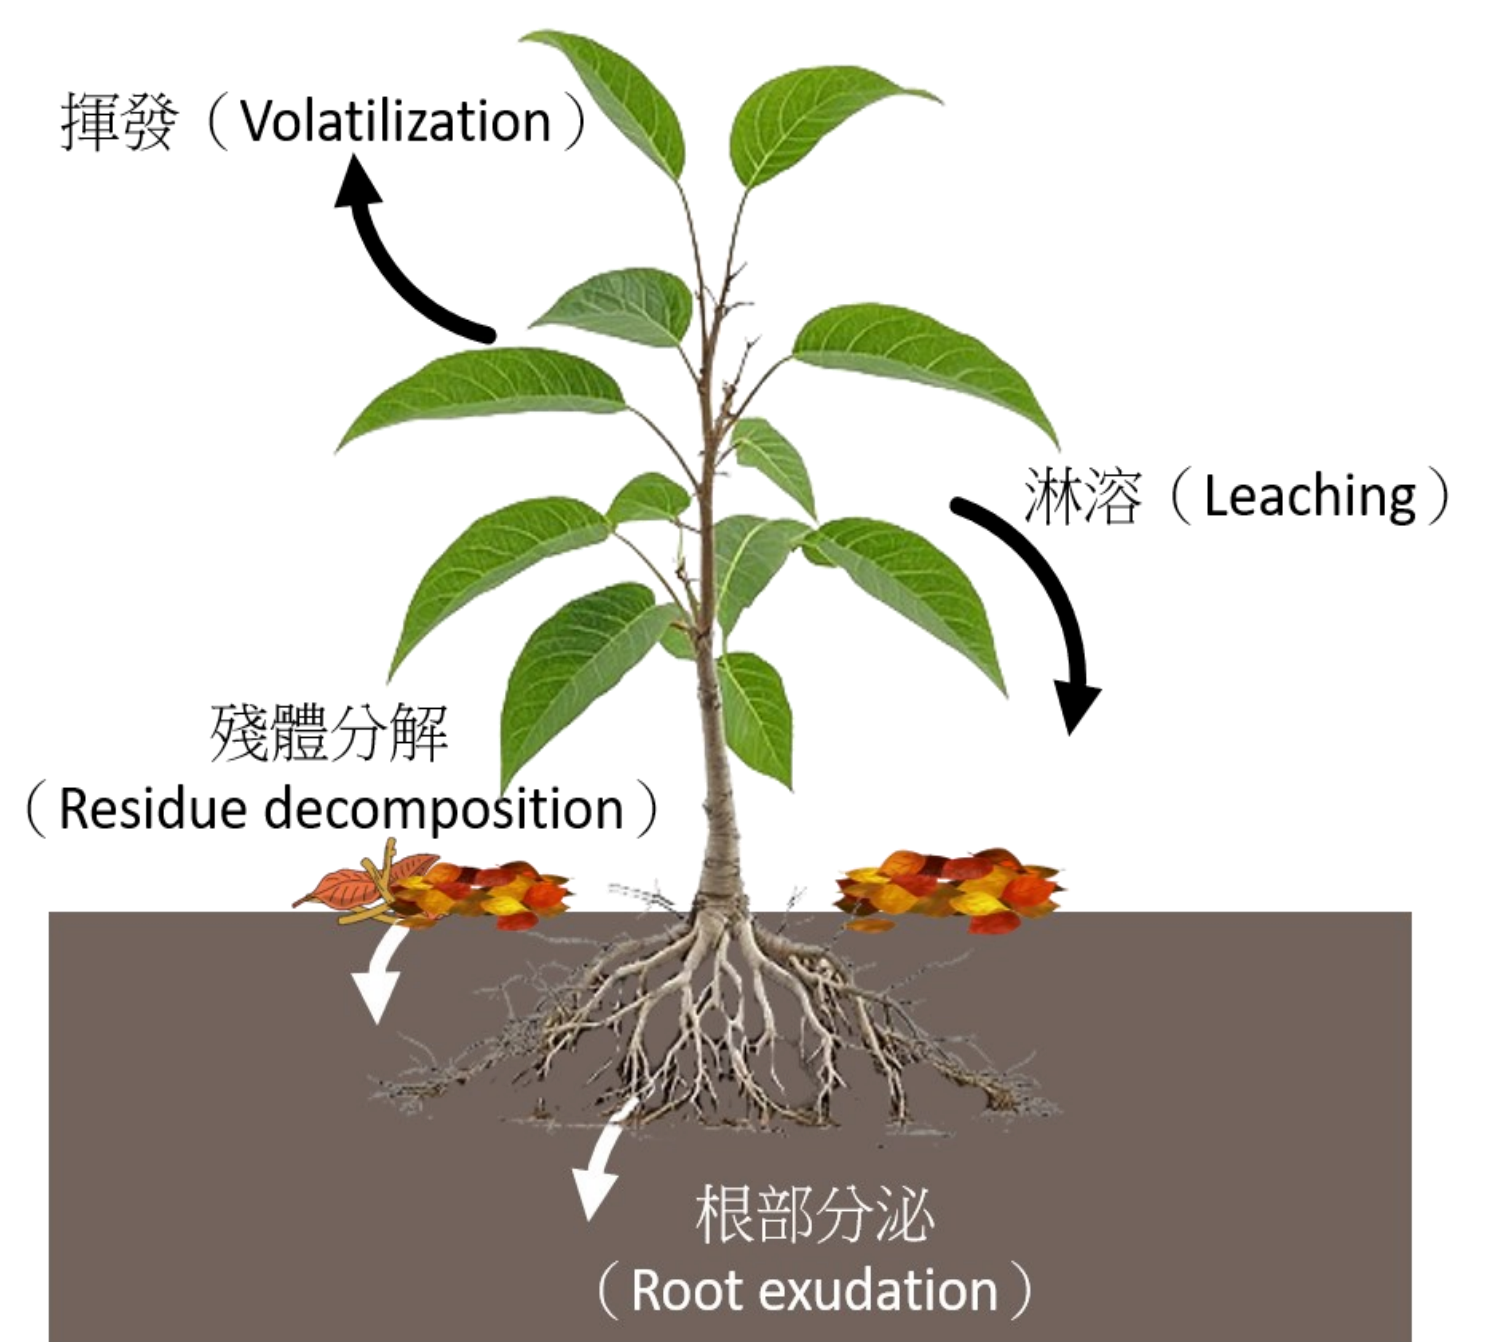 揮發（Volatilization）
淋溶（Leaching）
殘體分解
（Residue decomposition）
根部分泌
（Root exudation）